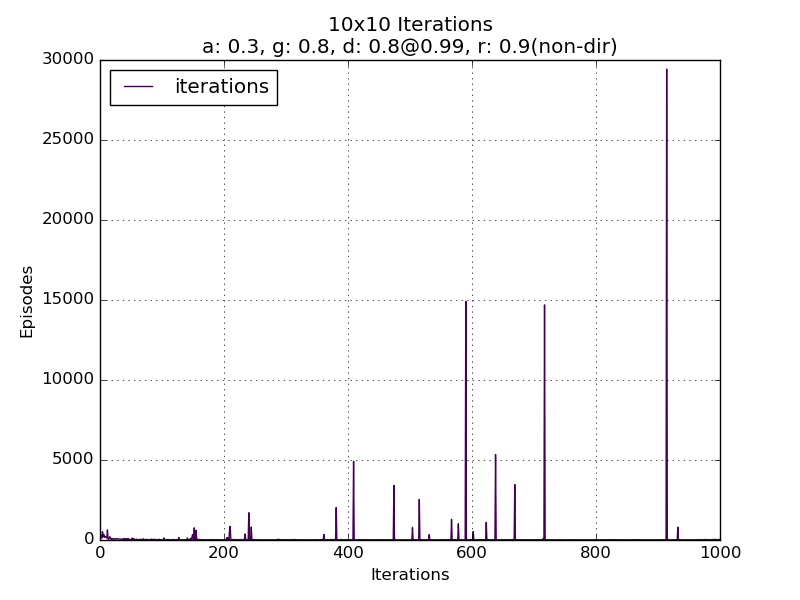 10x10 Iterations
a: 0.3, g: 0.8, d: 0.8@0.99, r: 0.9(non-dir)
iterations
30000
25000
20000
15000
10000
5000
0
Episodes
0 200 400 600 800 1000
Iterations